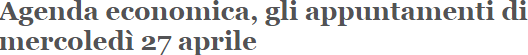 Agenda economica, gli appuntamenti di
mercoledì 27 aprile